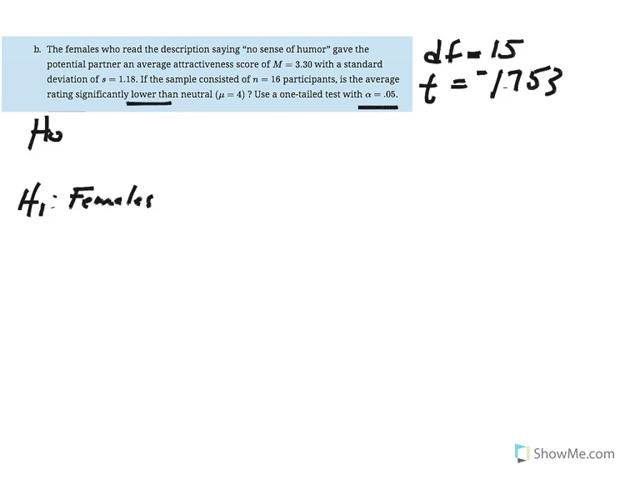 b. The females who read the description saying "no sense of humor" gave the
potential partner an average attractiveness score of M = 3.30 with a standard
deviation of s = 1.18. If the sample consisted of n = 16 participants, is the average
rating significantly lower than neutral (μ = 4) ? Use a one-tailed test with α = .05.
df = 15
t = -1.753
Ho
H1: Females
ShowMe.com